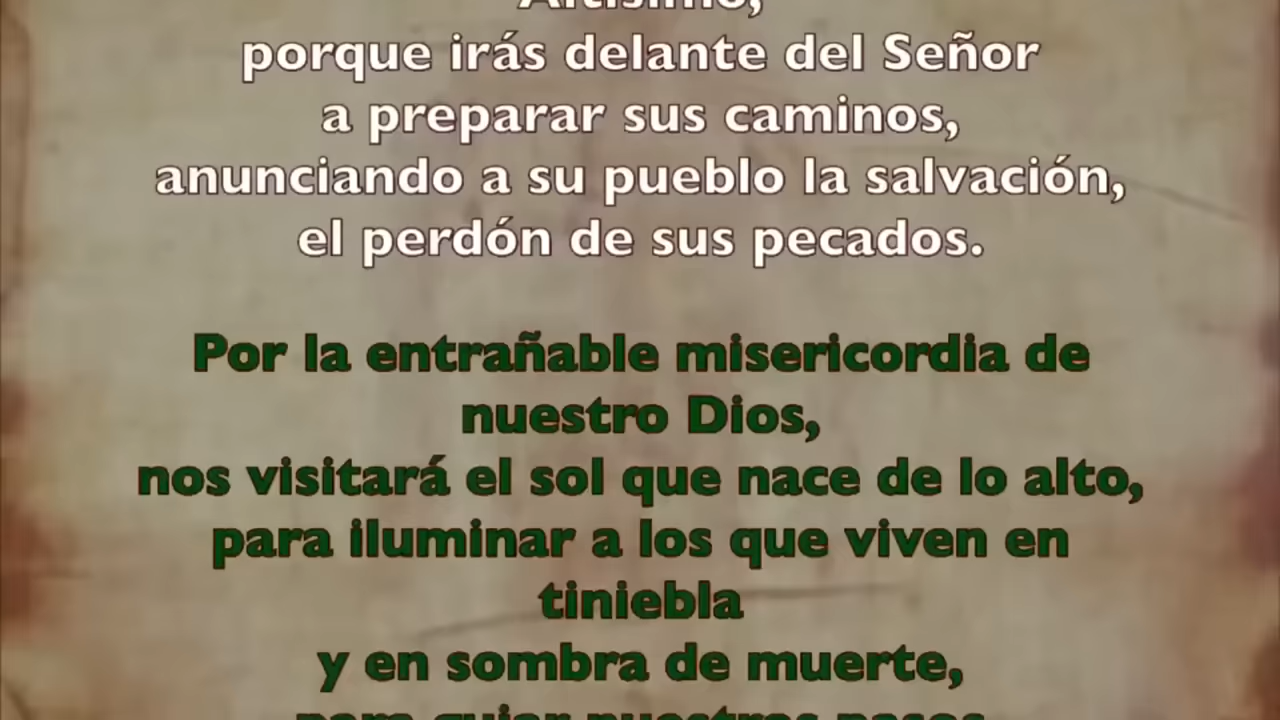 Altísimo,
porque irás delante del Señor
a preparar sus caminos,
anunciando a su pueblo la salvación,
el perdón de sus pecados.
Por la entrañable misericordia de
nuestro Dios,
nos visitará el sol que nace de lo alto,
para iluminar a los que viven en
tiniebla
y en sombra de muerte,
para guiar nuestros pasos